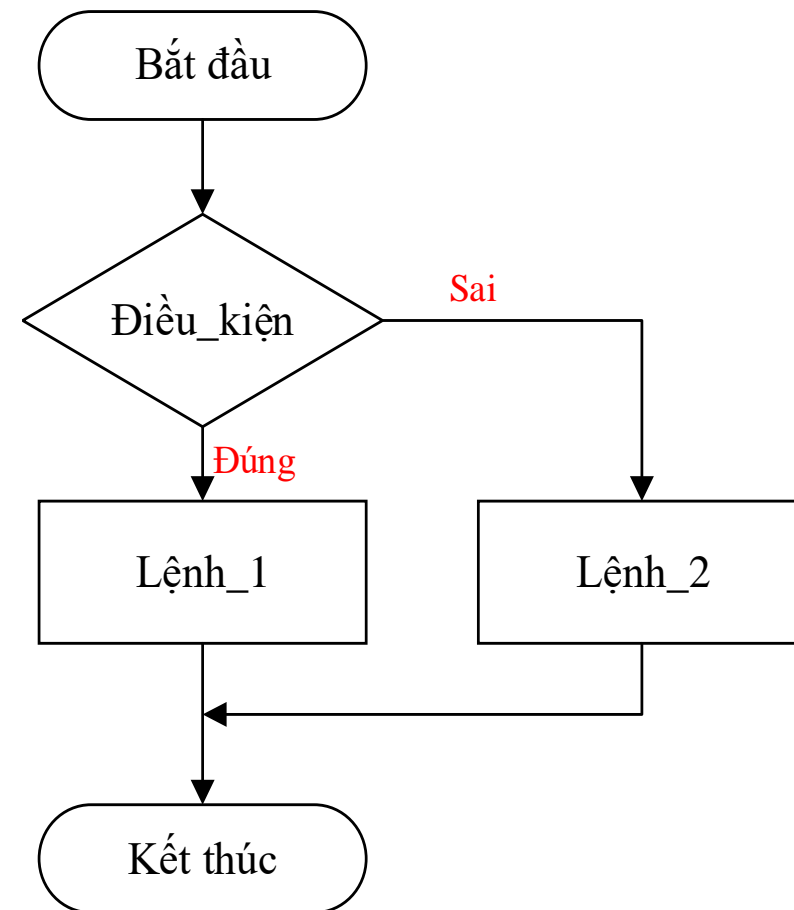 Bắt đầu
Điều_kiện
Sai
Đúng
Lệnh_1
Lệnh_2
Kết thúc